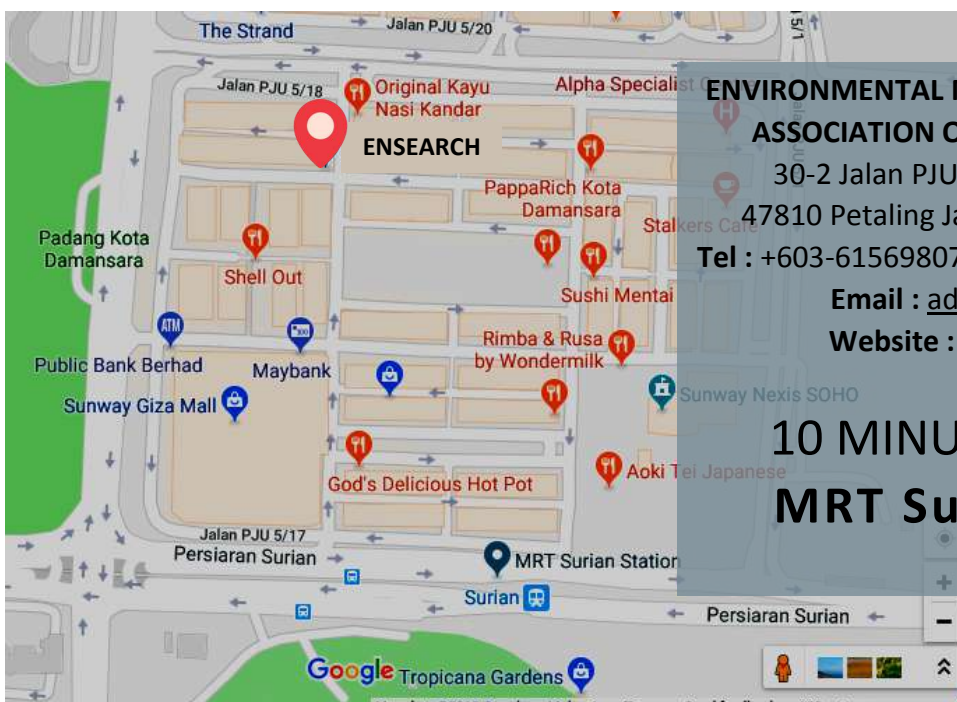 The Strand
Jalan PJU 5/20
5/1
Jalan PJU 5/18
Original Kayu
Nasi Kandar
Alpha Specialist
ENSEARCH
PappaRich Kota
Damansara
Stalkers Cafe
Padang Kota
Damansara
Shell Out
Sushi Mentai
ATM
Public Bank Berhad
Maybank
Rimba & Rusa
by Wondermilk
Sunway Giza Mall
Sunway Nexis SOHO
God's Delicious Hot Pot
Aoki Tei Japanese
Jalan PJU 5/17
Persiaran Surian
MRT Surian Station
Surian
Persiaran Surian
Google
Tropicana Gardens
ENVIRONMENTAL
ASSOCIATION
30-2 Jalan PJU
47810 Petaling Ja
Tel : +603-61569807
Email : ad
Website :
10 MINU
MRT Su